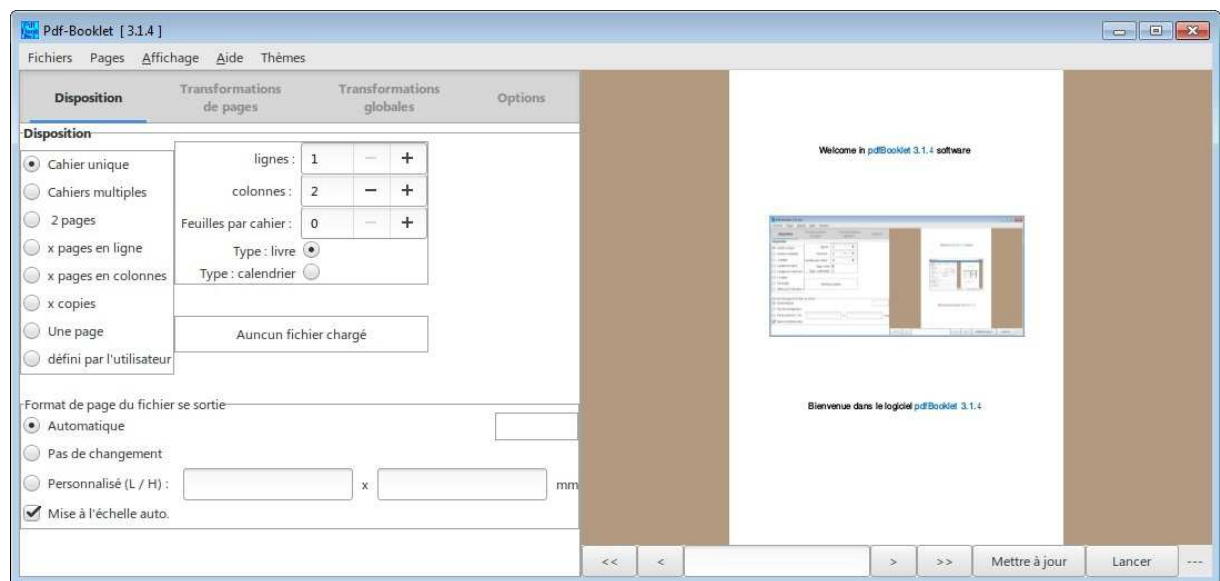 Pdf-Booklet [ 3.1.4 ]
Fichiers Pages Affichage Aide Thèmes
Disposition
Transformations
de pages
Transformations
globales
Options
Disposition
Cahier unique
Cahiers multiples
2 pages
x pages en ligne
x pages en colonnes
x copies
Une page
défini par l'utilisateur
lignes : 1 — +
colonnes : 2 — +
Feuilles par cahier : 0 — +
Type : livre
Type : calendrier
Auncun fichier chargé
Format de page du fichier se sortie
Automatique
Pas de changement
Personnalisé (L / H) : x mm
Mise à l'échelle auto.
Welcome in pdfBooklet 3.1.4 software
Bienvenue dans le logiciel pdfBooklet 3.1.4
<< < > >> Mettre à jour Lancer ---